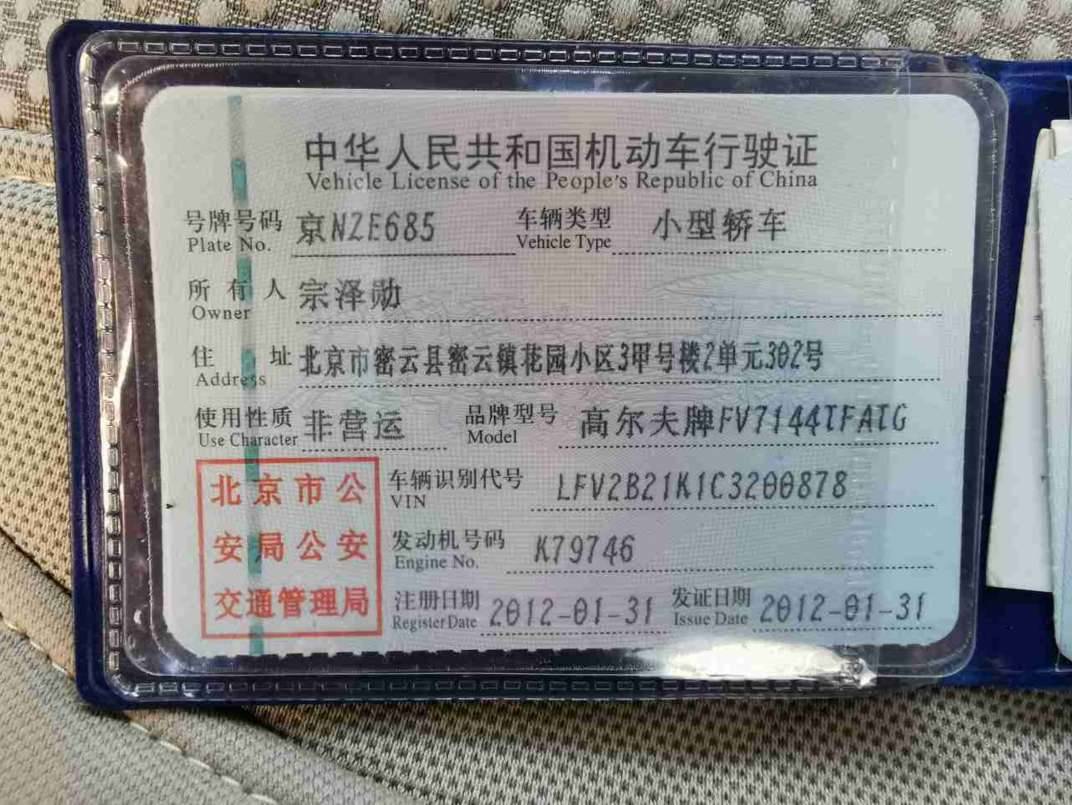 中华人民共和国机动车行驶证
Vehicle License of the People's Republic of China
号牌号码 京NZE685 车辆类型 小型轿车
Plate No. Vehicle Type
所有人 宗泽勋
Owner
住址 北京市密云县密云镇花园小区3甲号楼2单元302号
Address
使用性质 非营运 品牌型号 高尔夫牌FV7144TFATG
Use Character Model
北京市公安局公安交通管理局
车辆识别代号 LFV2B21K1C3200878
VIN
发动机号码 K79746
Engine No.
注册日期 2012-01-31 发证日期 2012-01-31
Register Date Issue Date